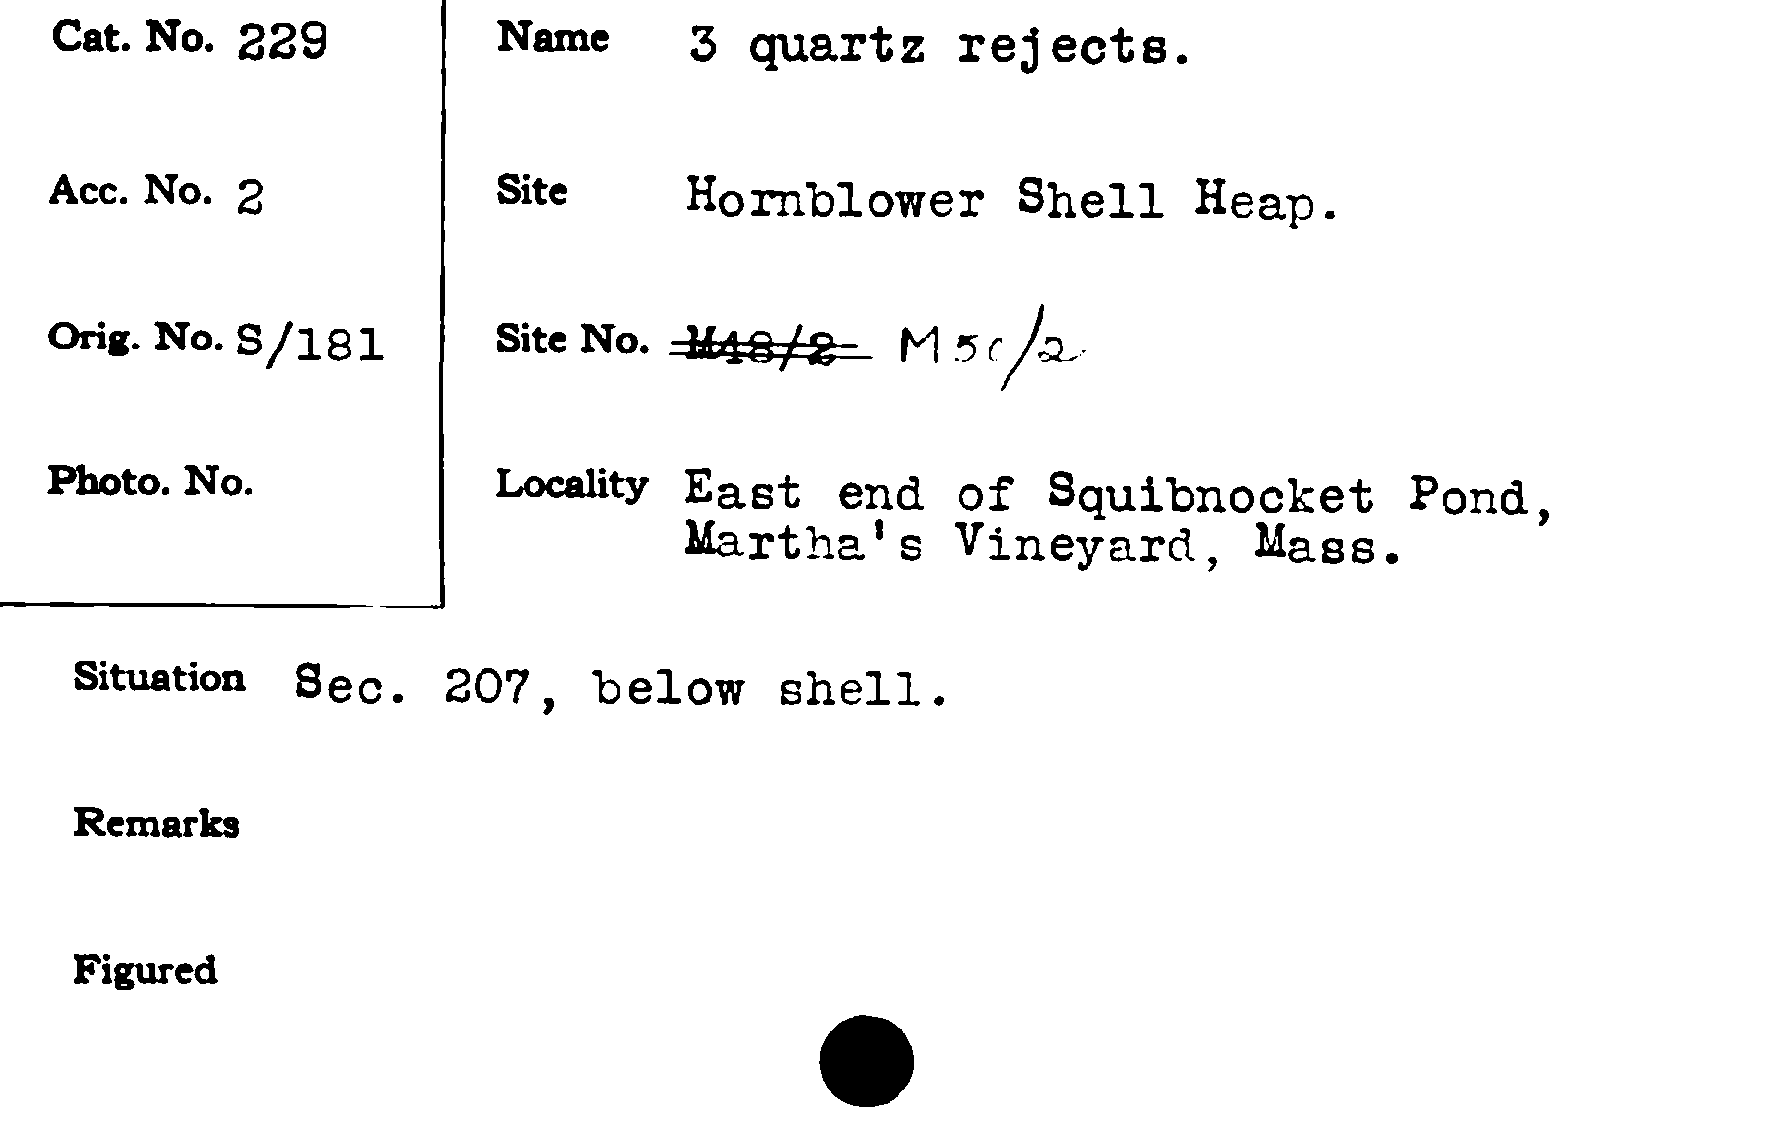 Cat. No. 229
Name 3 quartz rejects.
Acc. No. 2
Site Hornblower Shell Heap.
Orig. No. S/181
Site No. M48/2 M50/2
Photo. No.
Locality East end of Squibnocket Pond,
Martha's Vineyard, Mass.
Situation Sec. 207, below shell.
Remarks
Figured